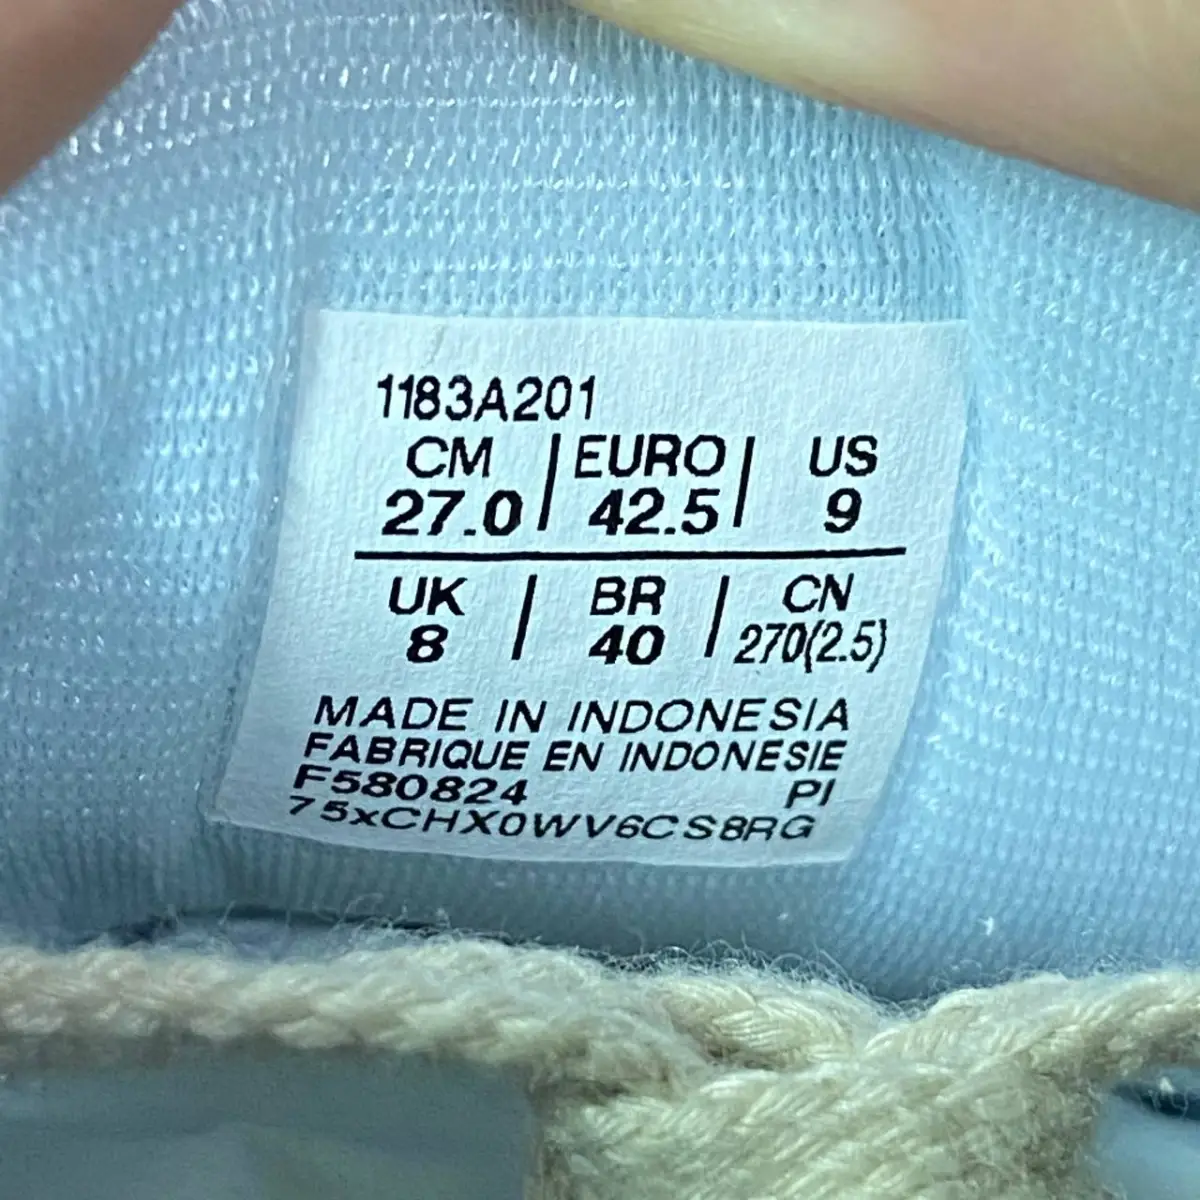 1183A201
CM | EURO | US
27.0 | 42.5 | 9
UK | BR | CN
8 | 40 | 270(2.5)
MADE IN INDONESIA
FABRIQUE EN INDONESIE
F580824 PI
75xCHX0WV6CS8RG